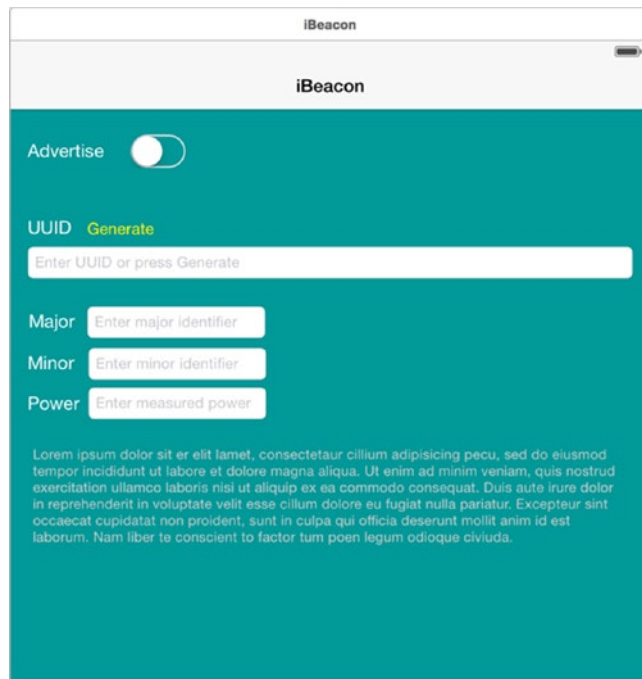 iBeacon
iBeacon
Advertise
UUID Generate
Enter UUID or press Generate
Major Enter major identifier
Minor Enter minor identifier
Power Enter measured power
Lorem ipsum dolor sit er elit lamet, consectetaur cillium adipisicing pecu, sed do eiusmod
tempor incididunt ut labore et dolore magna aliqua. Ut enim ad minim veniam, quis nostrud
exercitation ullamco laboris nisi ut aliquip ex ea commodo consequat. Duis aute irure dolor
in reprehenderit in voluptate velit esse cillum dolore eu fugiat nulla pariatur. Excepteur sint
occaecat cupidatat non proident, sunt in culpa qui officia deserunt mollit anim id est
laborum. Nam liber te conscient to factor tum poen legum odioque civiuda.